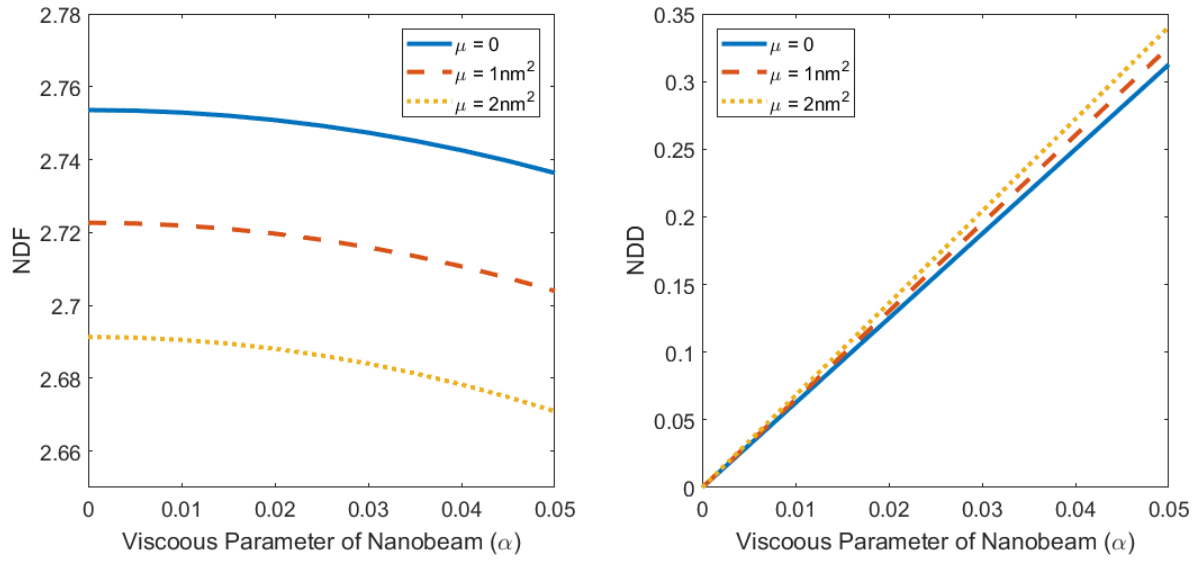 2.78
2.76
2.74
2.72
2.7
2.68
2.66
NDF
0
0.01
0.02
0.03
0.04
0.05
Viscoous Parameter of Nanobeam (α)
μ = 0
μ = 1nm²
μ = 2nm²
0.35
0.3
0.25
0.2
0.15
0.1
0.05
0
NDD
0
0.01
0.02
0.03
0.04
0.05
Viscoous Parameter of Nanobeam (α)
μ = 0
μ = 1nm²
μ = 2nm²